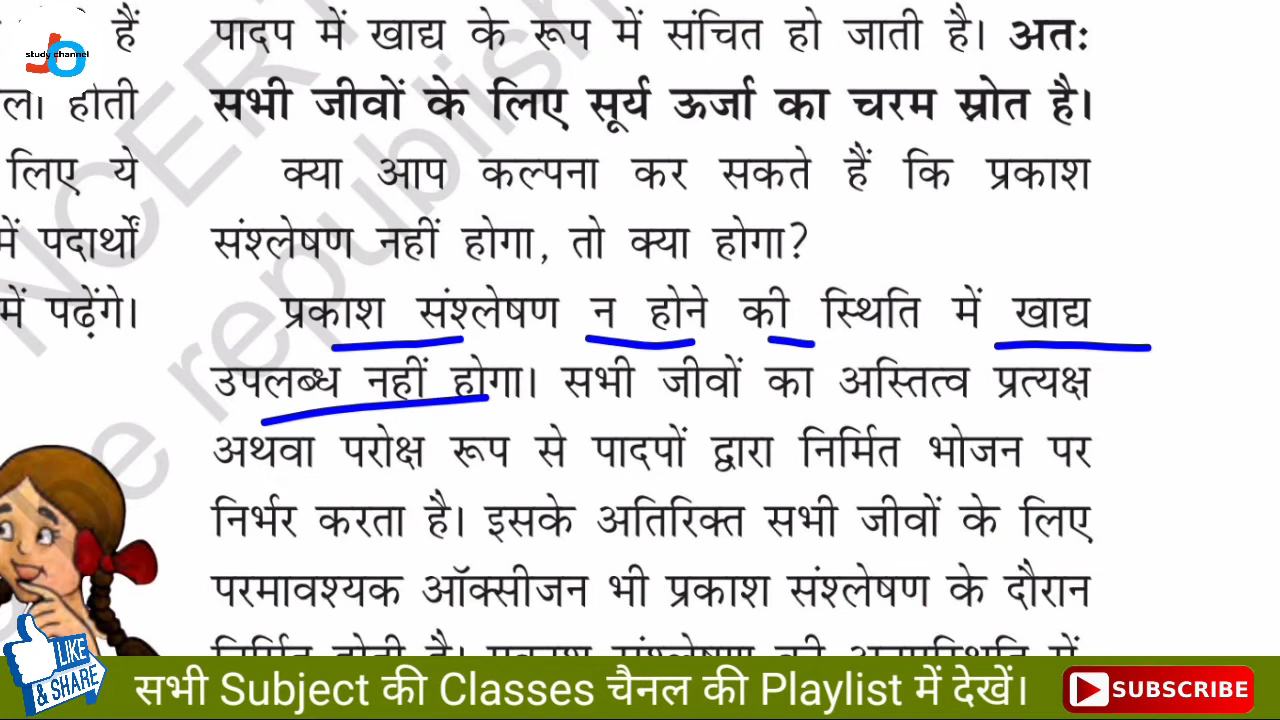 study channel
हैं
होती
लिए ये
में पदार्थों
में पढ़ेंगे।
पादप में खाद्य के रूप में संचित हो जाती है। अतः
सभी जीवों के लिए सूर्य ऊर्जा का चरम स्रोत है।
क्या आप कल्पना कर सकते हैं कि प्रकाश
संश्लेषण नहीं होगा, तो क्या होगा?
प्रकाश संश्लेषण न होने की स्थिति में खाद्य
उपलब्ध नहीं होगा। सभी जीवों का अस्तित्व प्रत्यक्ष
अथवा परोक्ष रूप से पादपों द्वारा निर्मित भोजन पर
निर्भर करता है। इसके अतिरिक्त सभी जीवों के लिए
परमावश्यक ऑक्सीजन भी प्रकाश संश्लेषण के दौरान
NCERT
republish
LIKE
& SHARE
सभी Subject की Classes चैनल की Playlist में देखें।
SUBSCRIBE